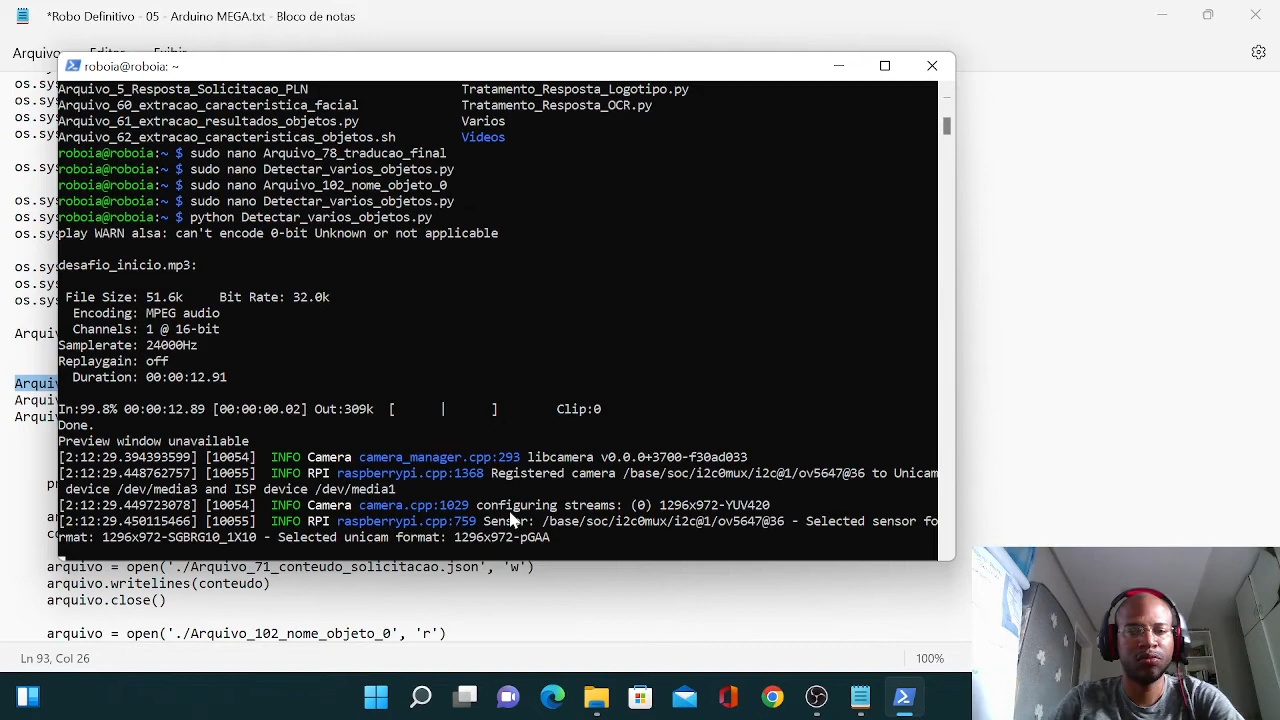 *Robo Definitivo - 05 - Arduino MEGA.txt - Bloco de notas
roboia@roboia: ~
Arquivo_5_Resposta_Solicitacao_PLN Tratamento_Resposta_Logotipo.py
Arquivo_60_extracao_caracteristica_facial Tratamento_Resposta_OCR.py
Arquivo_61_extracao_resultados_objetos.py Varios
Arquivo_62_extracao_caracteristicas_objetos.sh Videos
roboia@roboia:~ $ sudo nano Arquivo_78_traducao_final
roboia@roboia:~ $ sudo nano Detectar_varios_objetos.py
roboia@roboia:~ $ sudo nano Arquivo_102_nome_objeto_0
roboia@roboia:~ $ sudo nano Detectar_varios_objetos.py
roboia@roboia:~ $ python Detectar_varios_objetos.py
play WARN alsa: can't encode 0-bit Unknown or not applicable
desafio_inicio.mp3:
File Size: 51.6k Bit Rate: 32.0k
Encoding: MPEG audio
Channels: 1 @ 16-bit
Samplerate: 24000Hz
Replaygain: off
Duration: 00:00:12.91
In:99.8% 00:00:12.89 [00:00:00.02] Out:309k [ | ] Clip:0
Done.
Preview window unavailable
[2:12:29.394393599] [10054] INFO Camera camera_manager.cpp:293 libcamera v0.0.0+3700-f30ad033
[2:12:29.448762757] [10055] INFO RPI raspberrypi.cpp:1368 Registered camera /base/soc/i2c0mux/i2c@1/ov5647@36 to Unicam
device /dev/media3 and ISP device /dev/media1
[2:12:29.449723078] [10054] INFO Camera camera.cpp:1029 configuring streams: (0) 1296x972-YUV420
[2:12:29.450115466] [10055] INFO RPI raspberrypi.cpp:759 Sensor: /base/soc/i2c0mux/i2c@1/ov5647@36 - Selected sensor fo
rmat: 1296x972-SGBRG10_1X10 - Selected unicam format: 1296x972-pGAA
arquivo = open('./Arquivo_71_conteudo_solicitacao.json', 'w')
arquivo.writelines(conteudo)
arquivo.close()
arquivo = open('./Arquivo_102_nome_objeto_0', 'r')
Ln 93, Col 26 100%